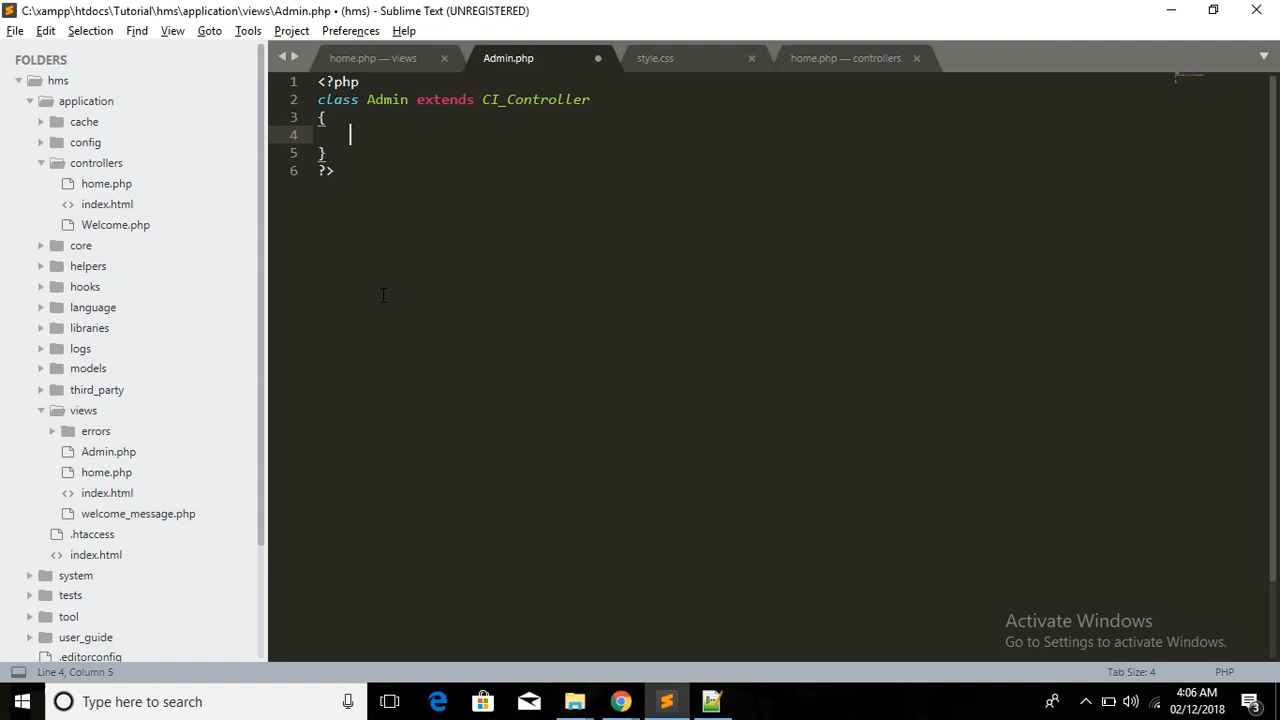 C:\xampp\htdocs\Tutorial\hms\application\views\Admin.php • (hms) - Sublime Text (UNREGISTERED)
File Edit Selection Find View Goto Tools Project Preferences Help
FOLDERS
hms
application
cache
config
controllers
home.php
index.html
Welcome.php
core
helpers
hooks
language
libraries
logs
models
third_party
views
errors
Admin.php
home.php
index.html
welcome_message.php
.htaccess
index.html
system
tests
tool
user_guide
.editorconfig
home.php — views Admin.php style.css home.php — controllers
1 <?php
2 class Admin extends CI_Controller
3 {
4
5 }
6 ?>
Activate Windows
Go to Settings to activate Windows.
Line 4, Column 5 Tab Size: 4 PHP
Type here to search
4:06 AM
02/12/2018
3